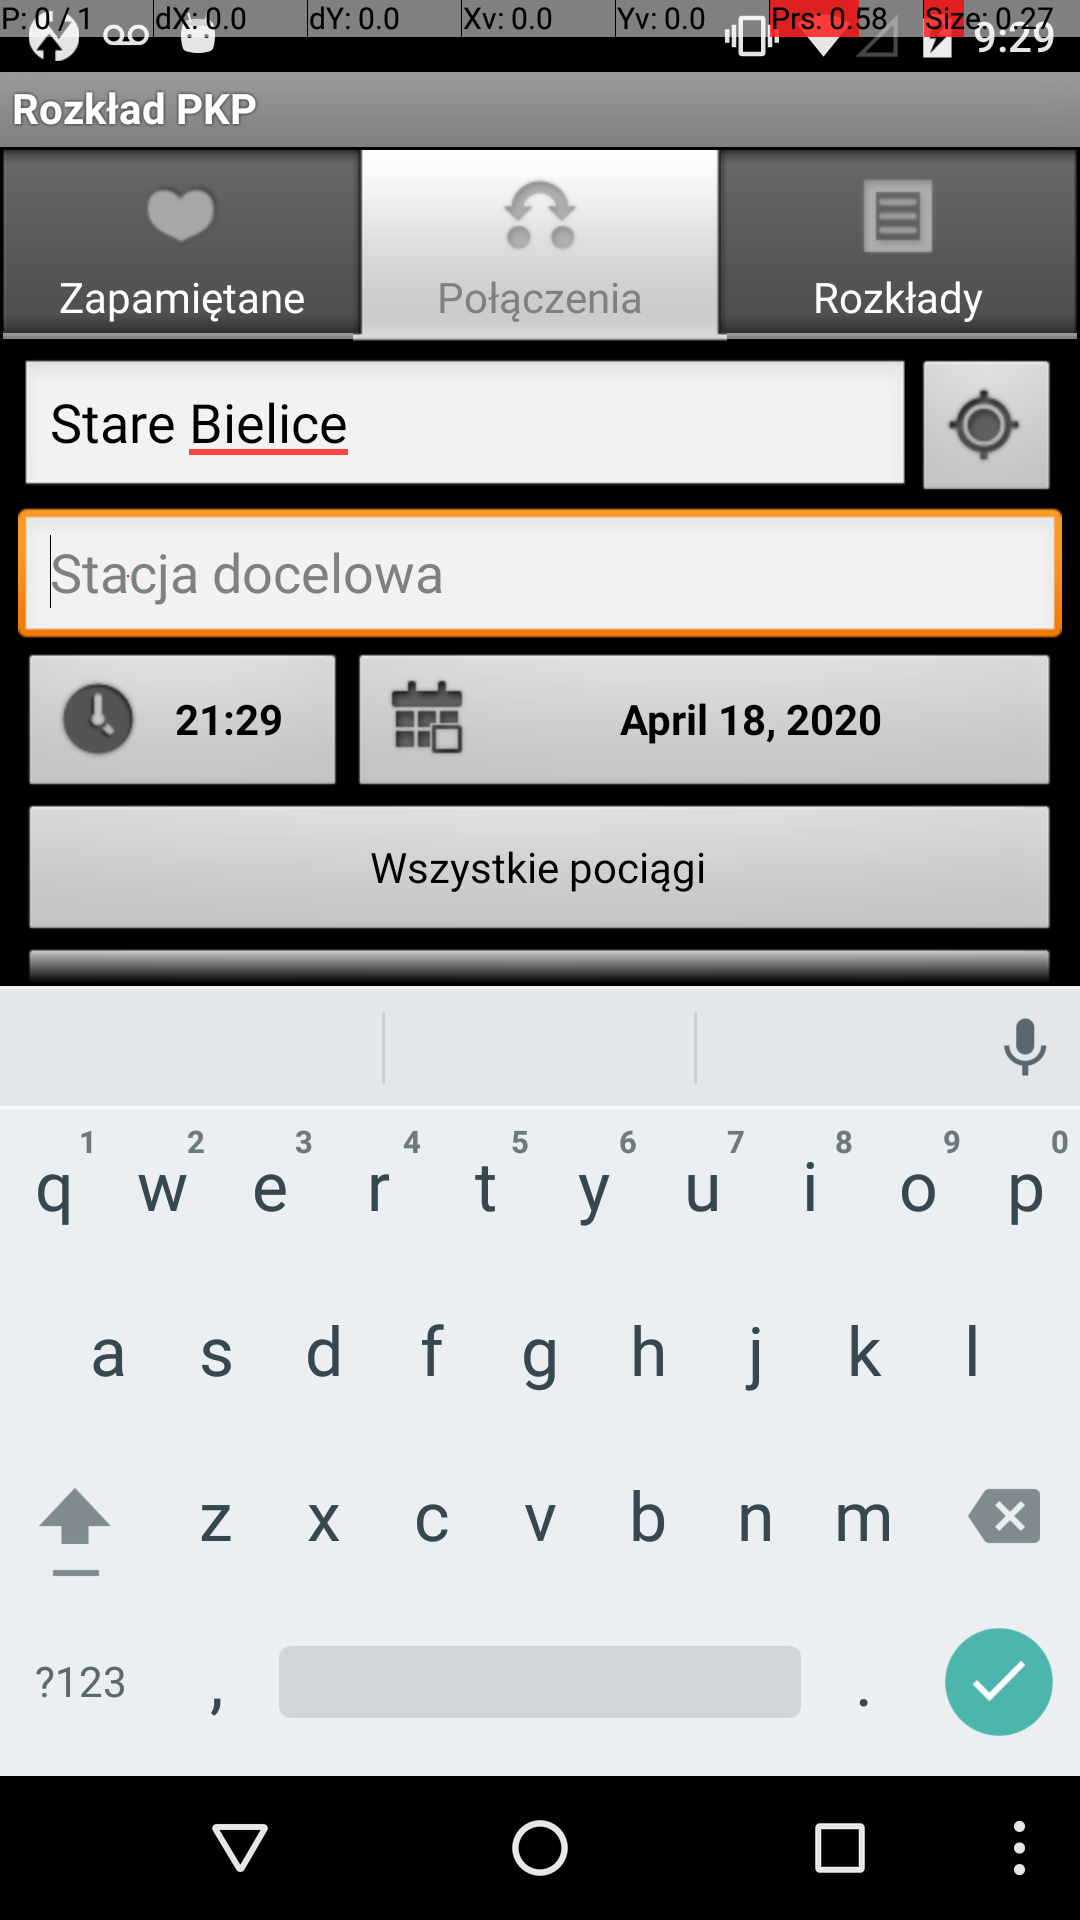 P: 0 / 1 dX: 0.0 dY: 0.0 Xv: 0.0 Yv: 0.0 Prs: 0.58 Size: 0.27
9:29
Rozkład PKP
Zapamiętane Połączenia Rozkłady
Stare Bielice
Stacja docelowa
21:29 April 18, 2020
Wszystkie pociągi
1 2 3 4 5 6 7 8 9 0
q w e r t y u i o p
a s d f g h j k l
z x c v b n m
?123 , .